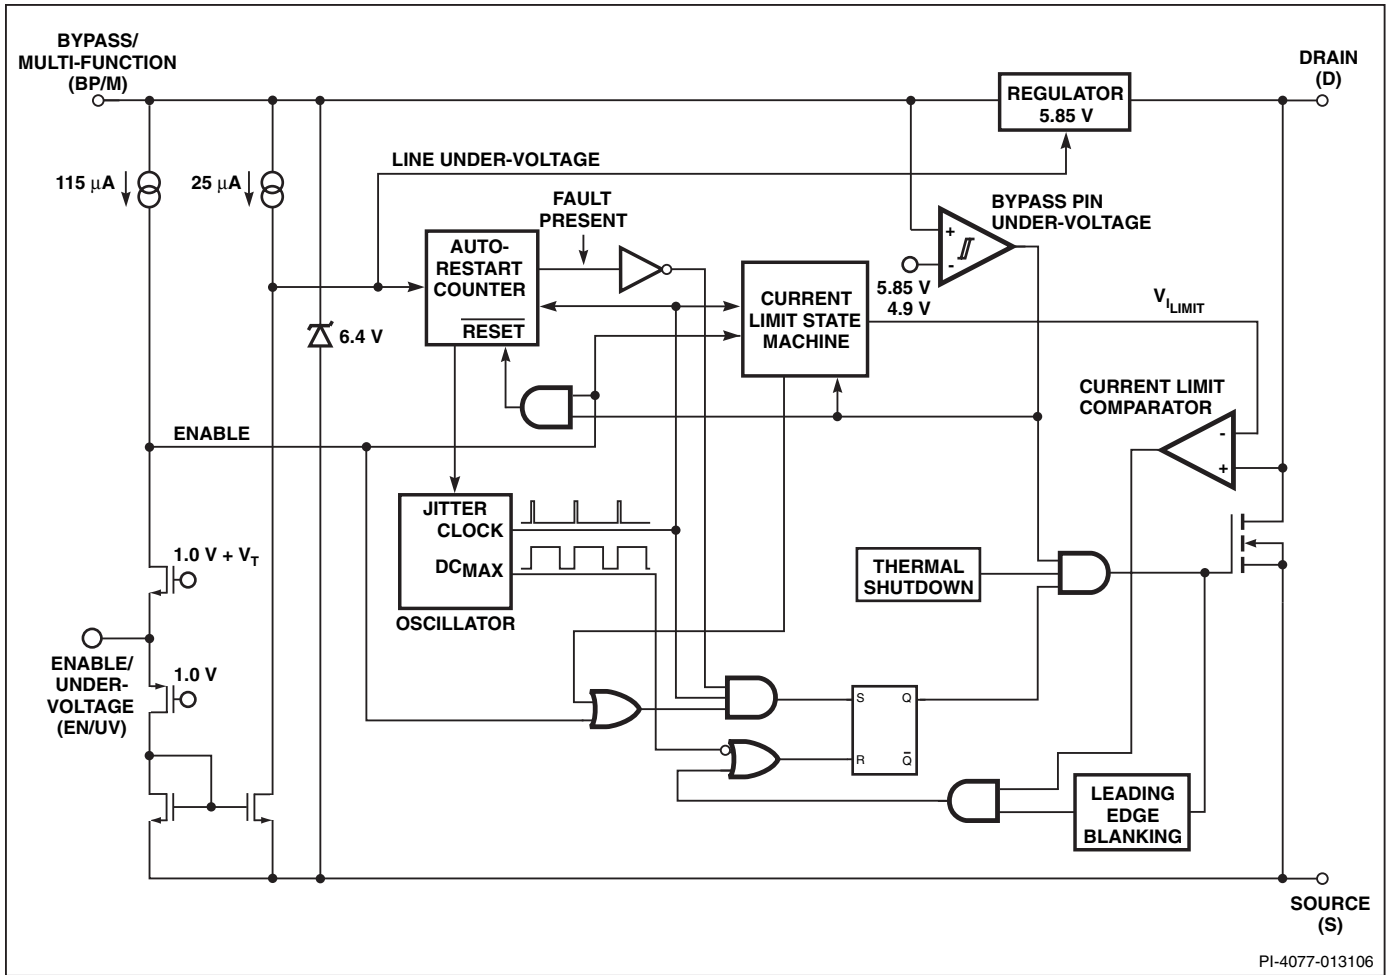 BYPASS/
MULTI-FUNCTION
(BP/M)
DRAIN
(D)
REGULATOR
5.85 V
LINE UNDER-VOLTAGE
115 μA
25 μA
FAULT
PRESENT
BYPASS PIN
UNDER-VOLTAGE
AUTO-
RESTART
COUNTER
RESET
+
-
5.85 V
4.9 V
CURRENT
LIMIT STATE
MACHINE
VILIMIT
6.4 V
CURRENT LIMIT
COMPARATOR
-
+
ENABLE
JITTER
CLOCK
DCMAX
OSCILLATOR
1.0 V + VT
THERMAL
SHUTDOWN
ENABLE/
UNDER-
VOLTAGE
(EN/UV)
1.0 V
S Q
R Q̅
LEADING
EDGE
BLANKING
SOURCE
(S)
PI-4077-013106